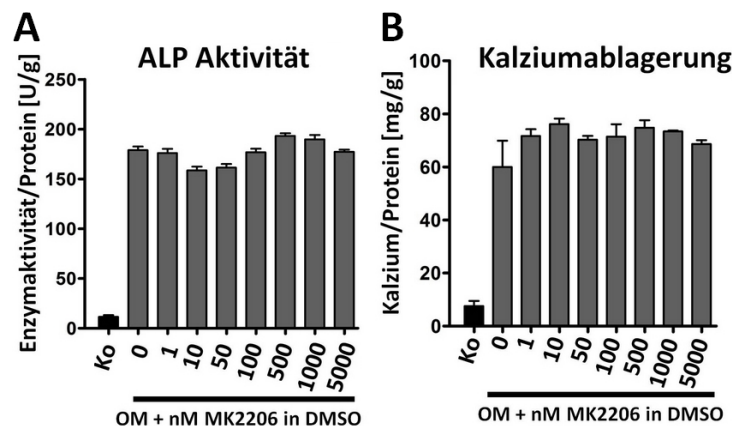 A
ALP Aktivität
Enzymaktivität/Protein [U/g]
250
200
150
100
50
0
Ko
0
1
10
50
100
500
1000
5000
OM + nM MK2206 in DMSO
B
Kalziumablagerung
Kalzium/Protein [mg/g]
100
80
60
40
20
0
Ko
0
1
10
50
100
500
1000
5000
OM + nM MK2206 in DMSO